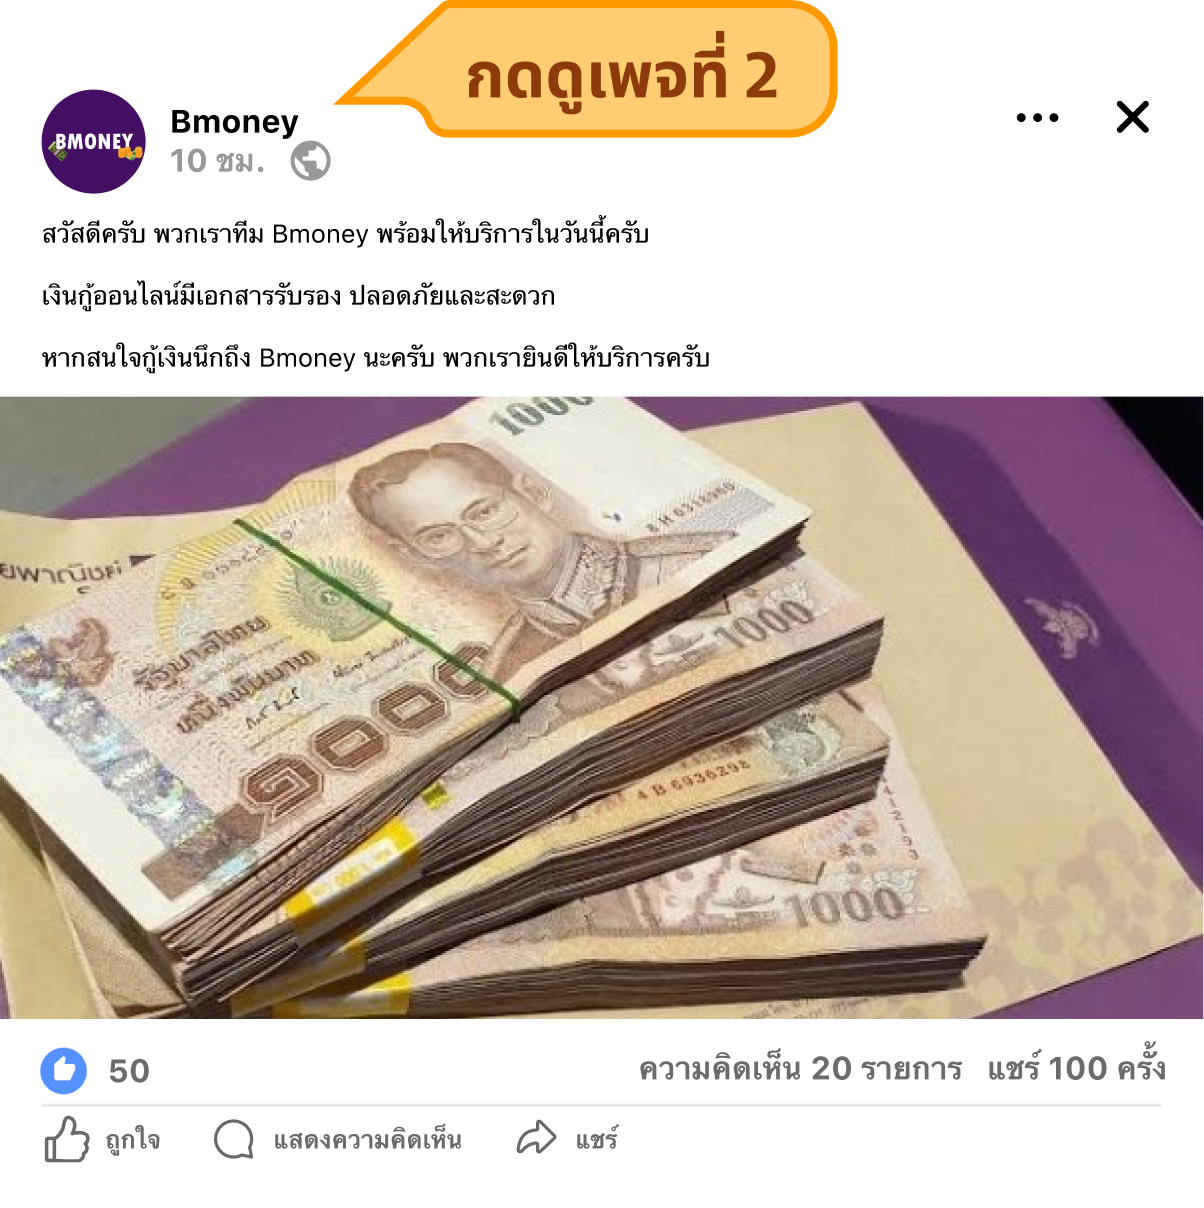 กดดูเพจที่ 2
BMONEY
Bmoney
10 ชม.
สวัสดีครับ พวกเราทีม Bmoney พร้อมให้บริการในวันนี้ครับ
เงินกู้ออนไลน์มีเอกสารรับรอง ปลอดภัยและสะดวก
หากสนใจกู้เงินนึกถึง Bmoney นะครับ พวกเรายินดีให้บริการครับ
1000
8H6318960
ยพาณิชย์
รัฐบาลไทย
หนึ่งพันบาท
๑๐๐๐
1000
4B6936292
1000
50
ความคิดเห็น 20 รายการ แชร์ 100 ครั้ง
ถูกใจ แสดงความคิดเห็น แชร์